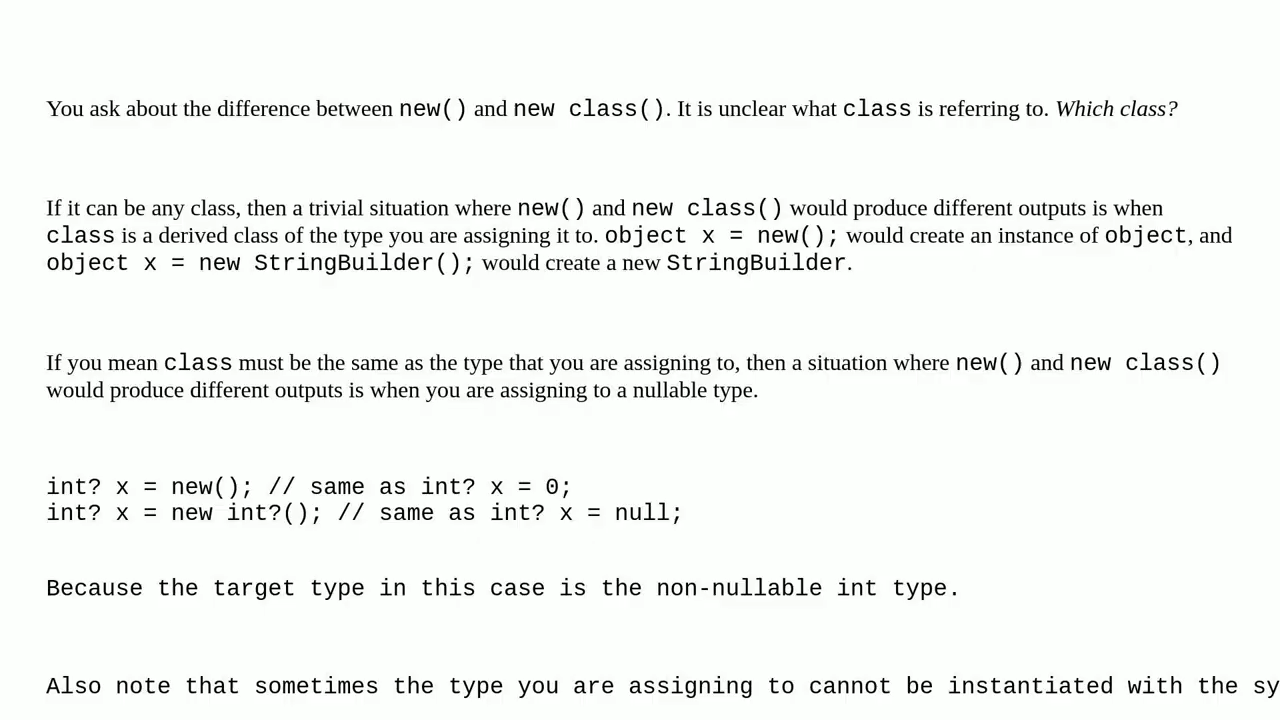 You ask about the difference between new() and new class(). It is unclear what class is referring to. Which class?
If it can be any class, then a trivial situation where new() and new class() would produce different outputs is when
class is a derived class of the type you are assigning it to. object x = new(); would create an instance of object, and
object x = new StringBuilder(); would create a new StringBuilder.
If you mean class must be the same as the type that you are assigning to, then a situation where new() and new class()
would produce different outputs is when you are assigning to a nullable type.
int? x = new(); // same as int? x = 0;
int? x = new int?(); // same as int? x = null;
Because the target type in this case is the non-nullable int type.
Also note that sometimes the type you are assigning to cannot be instantiated with the